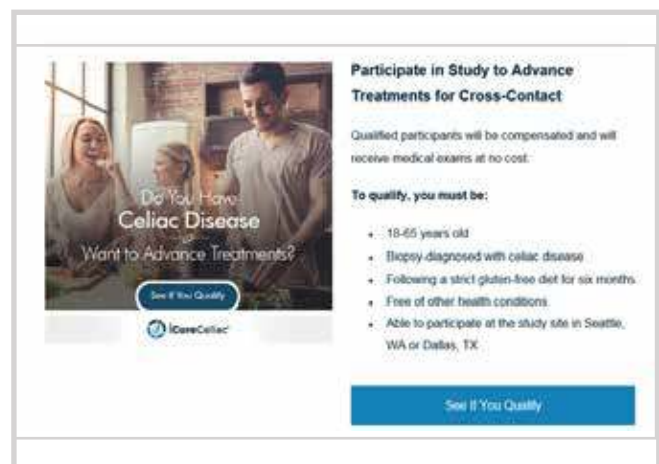 Do You Have
Celiac Disease
Want to Advance Treatments?
See If You Qualify
iCureCeliac
Participate in Study to Advance
Treatments for Cross-Contact
Qualified participants will be compensated and will
receive medical exams at no cost.
To qualify, you must be:
• 18-65 years old
• Biopsy-diagnosed with celiac disease
• Following a strict gluten-free diet for six months
• Free of other health conditions
• Able to participate at the study site in Seattle,
WA or Dallas, TX
See If You Qualify